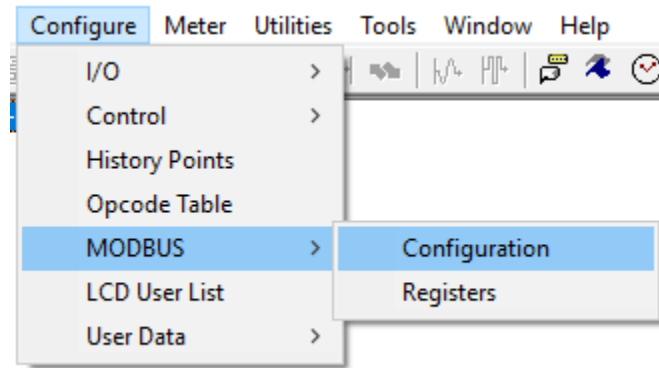 Configure Meter Utilities Tools Window Help
I/O >
Control >
History Points
Opcode Table
MODBUS > Configuration
LCD User List Registers
User Data >